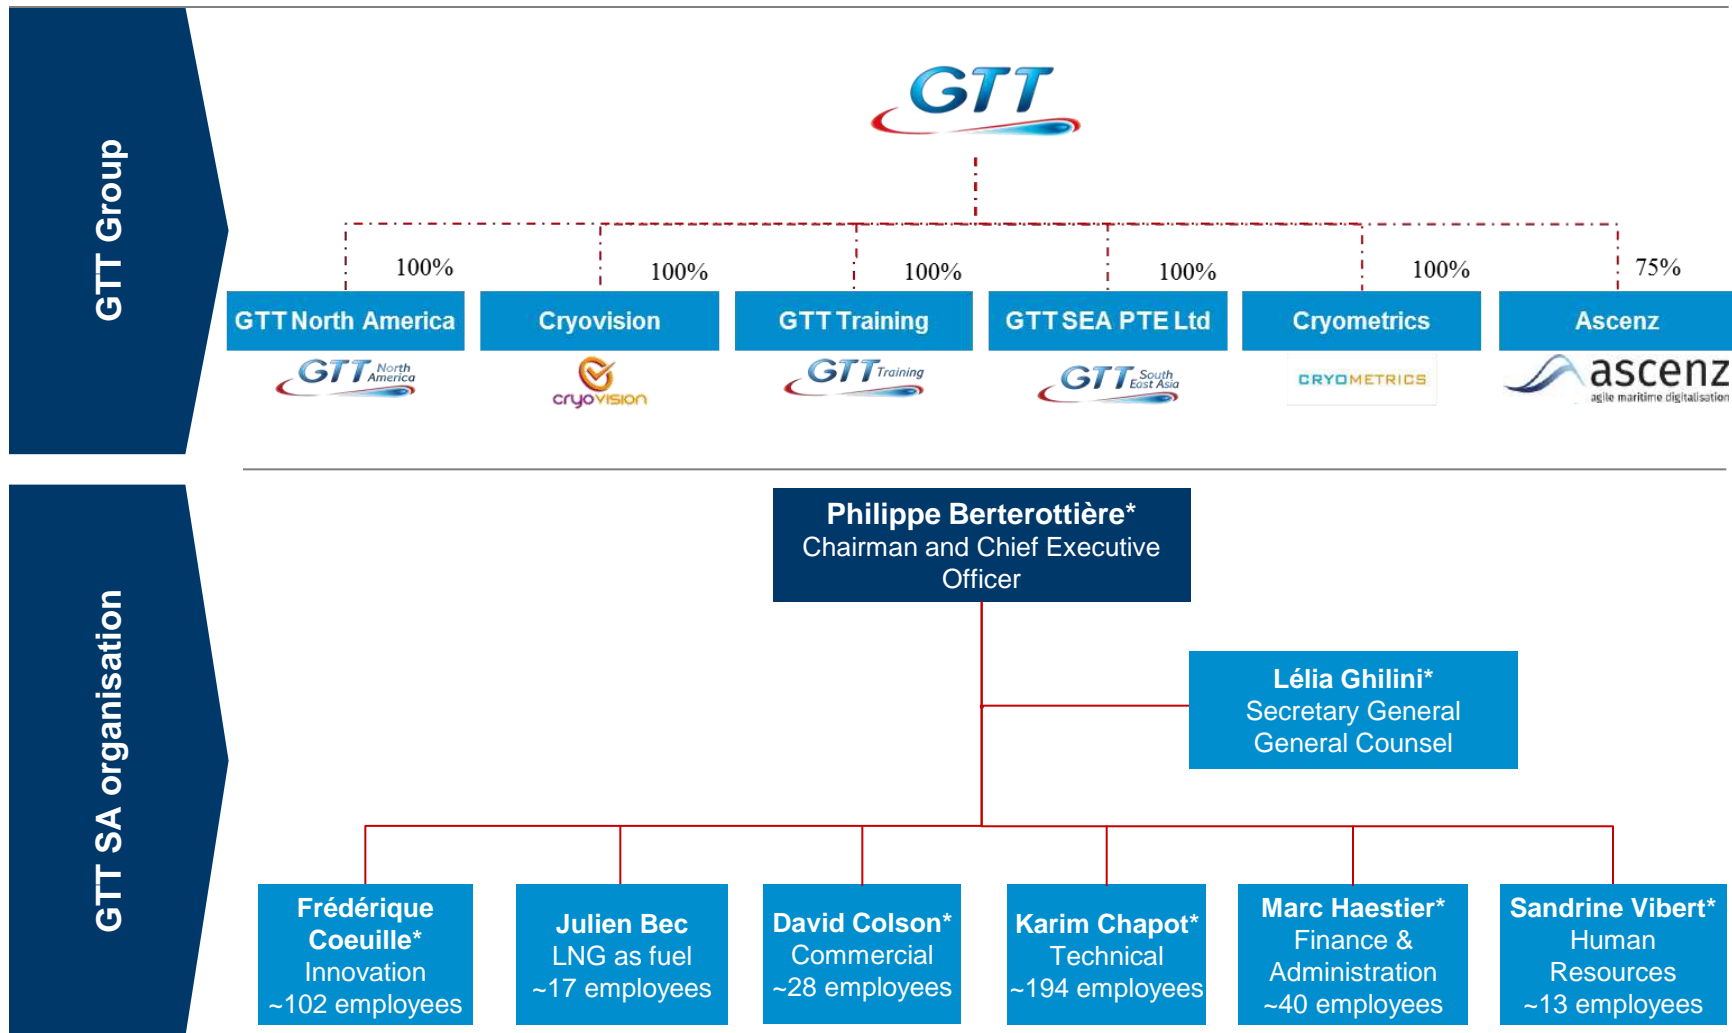 GTT Group
GTT
100%
100%
100%
100%
100%
75%
GTT North America
Cryovision
GTT Training
GTT SEA PTE Ltd
Cryometrics
Ascenz
GTT North America
cryovision
GTT Training
GTT South East Asia
CRYOMETRICS
ascenz
agile maritime digitalisation
GTT SA organisation
Philippe Berterottière*
Chairman and Chief Executive
Officer
Lélia Ghilini*
Secretary General
General Counsel
Frédérique
Coeuille*
Innovation
~102 employees
Julien Bec
LNG as fuel
~17 employees
David Colson*
Commercial
~28 employees
Karim Chapot*
Technical
~194 employees
Marc Haestier*
Finance &
Administration
~40 employees
Sandrine Vibert*
Human
Resources
~13 employees